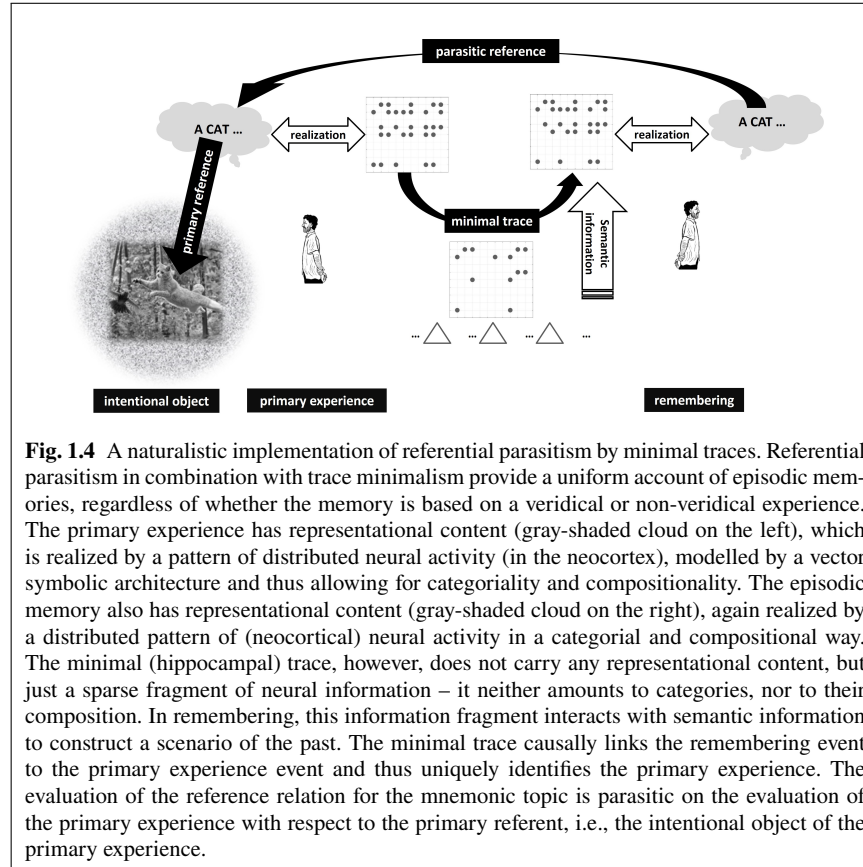 parasitic reference
A CAT ...
realization
realization
A CAT ...
primary reference
minimal trace
Semantic
information
... ... ... ...
intentional object
primary experience
remembering
Fig. 1.4 A naturalistic implementation of referential parasitism by minimal traces. Referential
parasitism in combination with trace minimalism provide a uniform account of episodic mem-
ories, regardless of whether the memory is based on a veridical or non-veridical experience.
The primary experience has representational content (gray-shaded cloud on the left), which
is realized by a pattern of distributed neural activity (in the neocortex), modelled by a vector
symbolic architecture and thus allowing for categoriality and compositionality. The episodic
memory also has representational content (gray-shaded cloud on the right), again realized by
a distributed pattern of (neocortical) neural activity in a categorial and compositional way.
The minimal (hippocampal) trace, however, does not carry any representational content, but
just a sparse fragment of neural information – it neither amounts to categories, nor to their
composition. In remembering, this information fragment interacts with semantic information
to construct a scenario of the past. The minimal trace causally links the remembering event
to the primary experience event and thus uniquely identifies the primary experience. The
evaluation of the reference relation for the mnemonic topic is parasitic on the evaluation of
the primary experience with respect to the primary referent, i.e., the intentional object of the
primary experience.